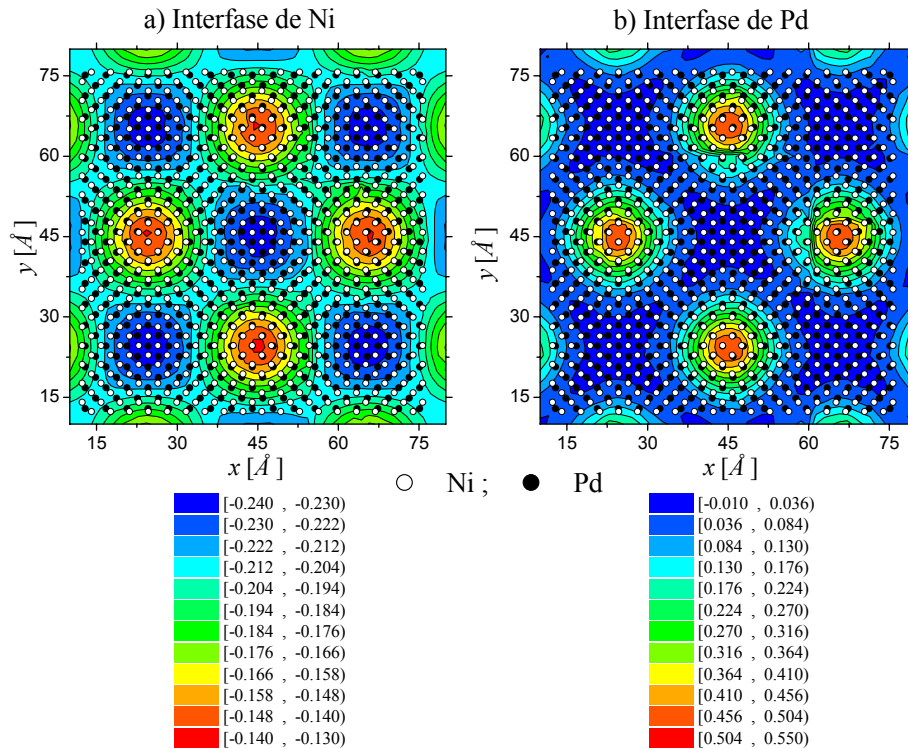 a) Interfase de Ni
b) Interfase de Pd
y [Å]
75
60
45
30
15
15 30 45 60 75
x [Å]
y [Å]
75
60
45
30
15
15 30 45 60 75
x [Å]
○ Ni ; ● Pd
[-0.240 , -0.230)
[-0.230 , -0.222)
[-0.222 , -0.212)
[-0.212 , -0.204)
[-0.204 , -0.194)
[-0.194 , -0.184)
[-0.184 , -0.176)
[-0.176 , -0.166)
[-0.166 , -0.158)
[-0.158 , -0.148)
[-0.148 , -0.140)
[-0.140 , -0.130)
[-0.010 , 0.036)
[0.036 , 0.084)
[0.084 , 0.130)
[0.130 , 0.176)
[0.176 , 0.224)
[0.224 , 0.270)
[0.270 , 0.316)
[0.316 , 0.364)
[0.364 , 0.410)
[0.410 , 0.456)
[0.456 , 0.504)
[0.504 , 0.550)